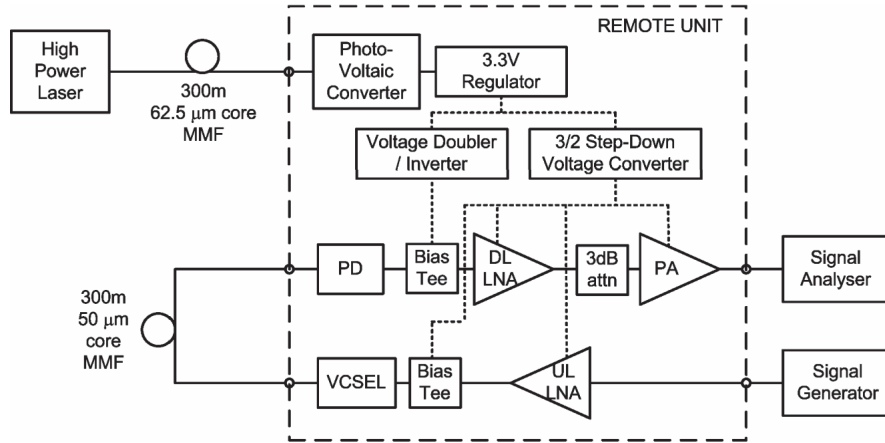 REMOTE UNIT
High
Power
Laser
300m
62.5 μm core
MMF
Photo-
Voltaic
Converter
3.3V
Regulator
Voltage Doubler
/ Inverter
3/2 Step-Down
Voltage Converter
300m
50 μm
core
MMF
PD
Bias
Tee
DL
LNA
3dB
attn
PA
Signal
Analyser
VCSEL
Bias
Tee
UL
LNA
Signal
Generator